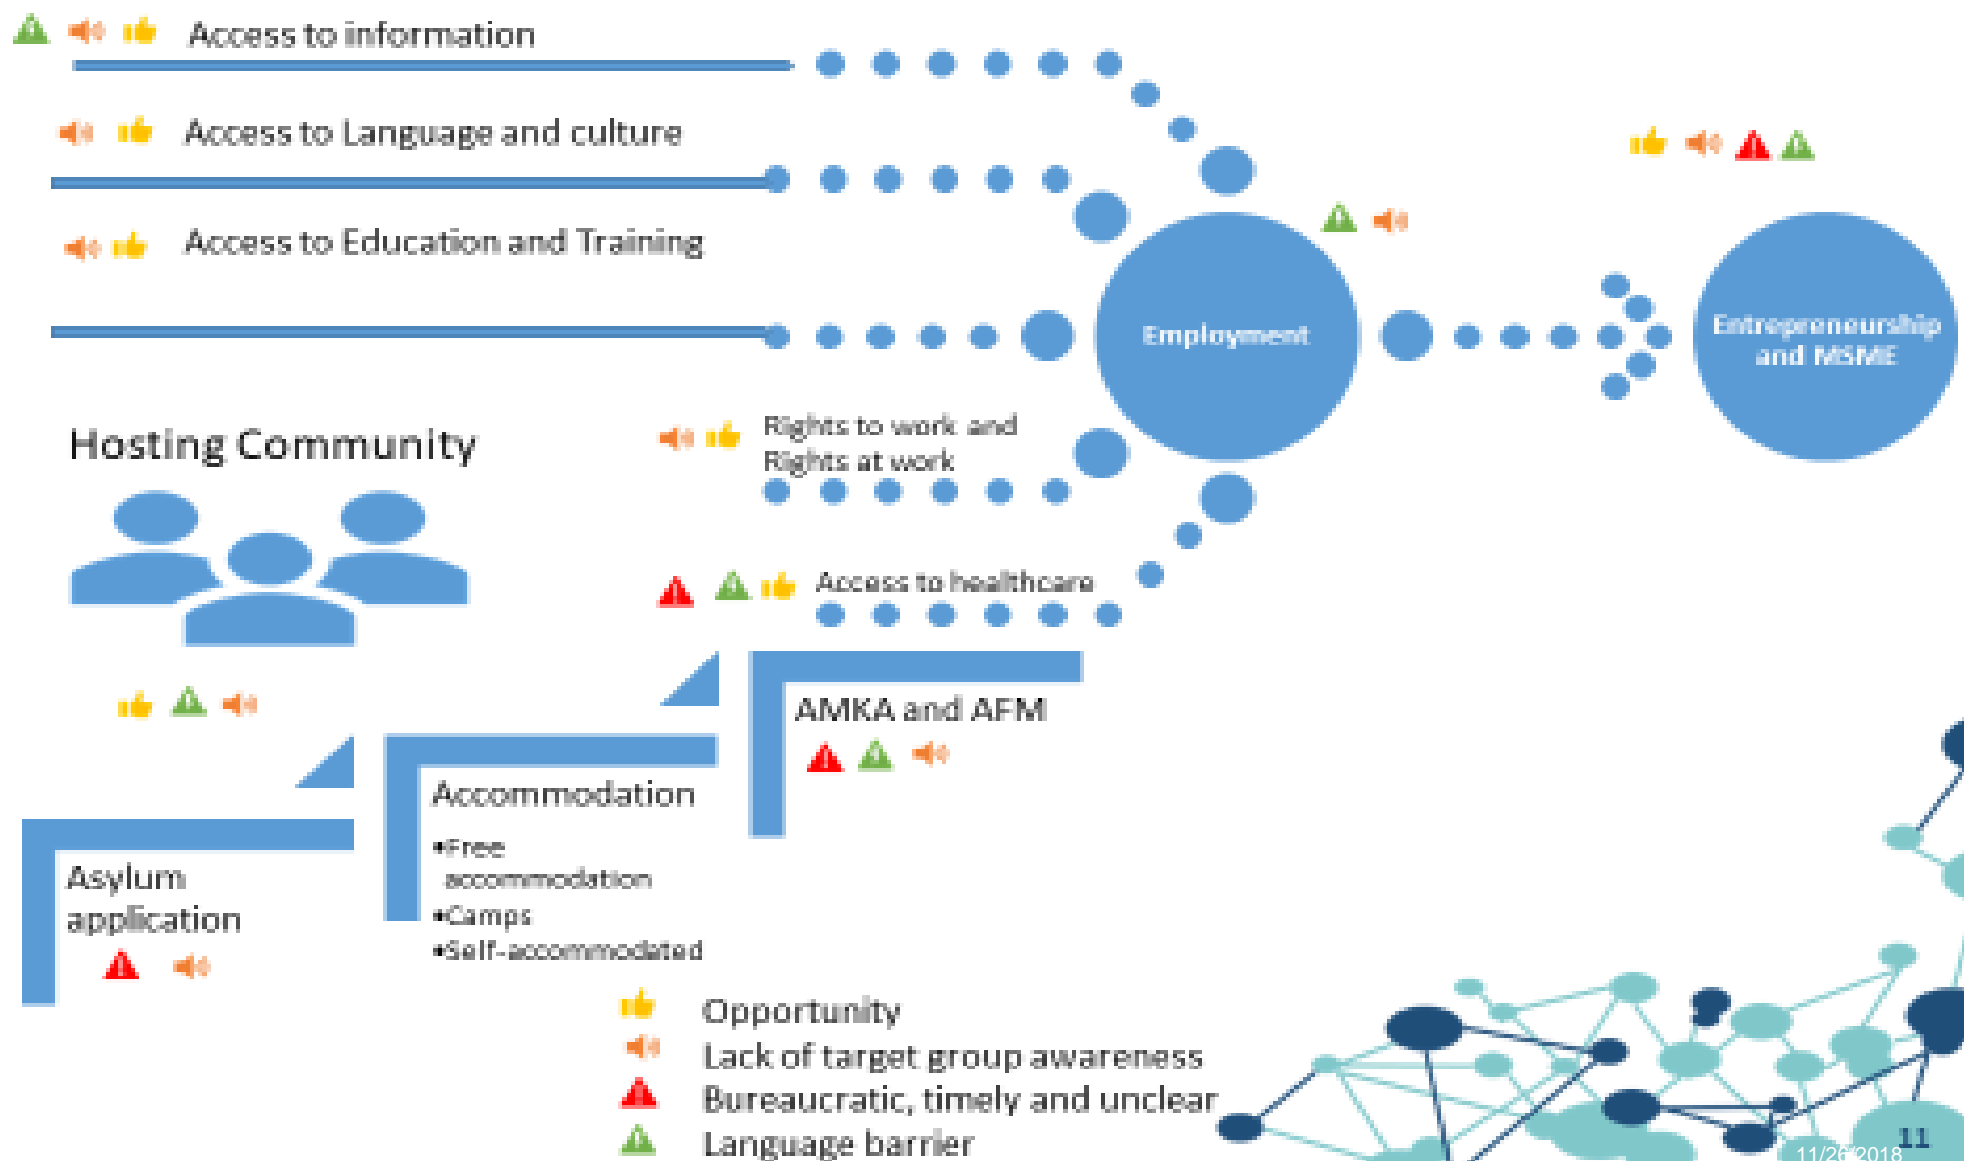 Access to information
Access to Language and culture
Access to Education and Training
Employment
Entrepreneurship
and MSME
Hosting Community
Rights to work and
Rights at work
Access to healthcare
AMKA and AFM
Accommodation
•Free
accommodation
•Camps
•Self-accommodated
Asylum
application
Opportunity
Lack of target group awareness
Bureaucratic, timely and unclear
Language barrier
11
11/26/2018